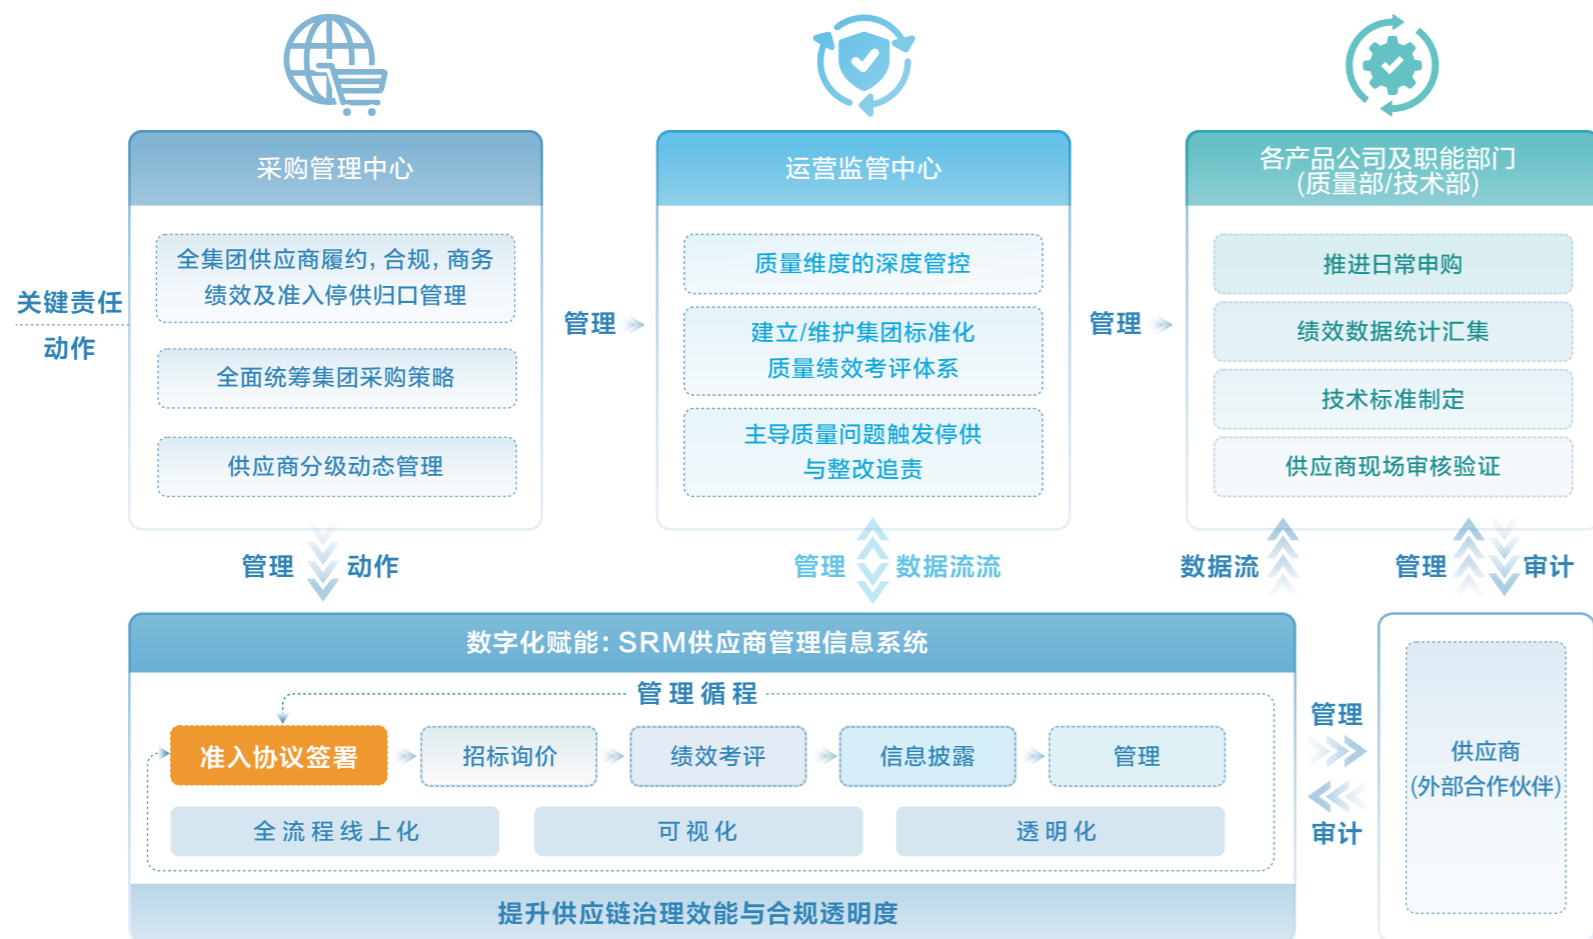 采购管理中心
运营监管中心
各产品公司及职能部门
(质量部/技术部)
关键责任
动作
全集团供应商履约, 合规, 商务
绩效及准入停供归口管理
全面统筹集团采购策略
供应商分级动态管理
管理
质量维度的深度管控
建立/维护集团标准化
质量绩效考评体系
主导质量问题触发停供
与整改追责
管理
推进日常申购
绩效数据统计汇集
技术标准制定
供应商现场审核验证
管理 动作
管理 数据流流
数据流
管理 审计
数字化赋能: SRM供应商管理信息系统
管理循程
准入协议签署
招标询价
绩效考评
信息披露
管理
全流程线上化
可视化
透明化
提升供应链治理效能与合规透明度
管理
审计
供应商
(外部合作伙伴)